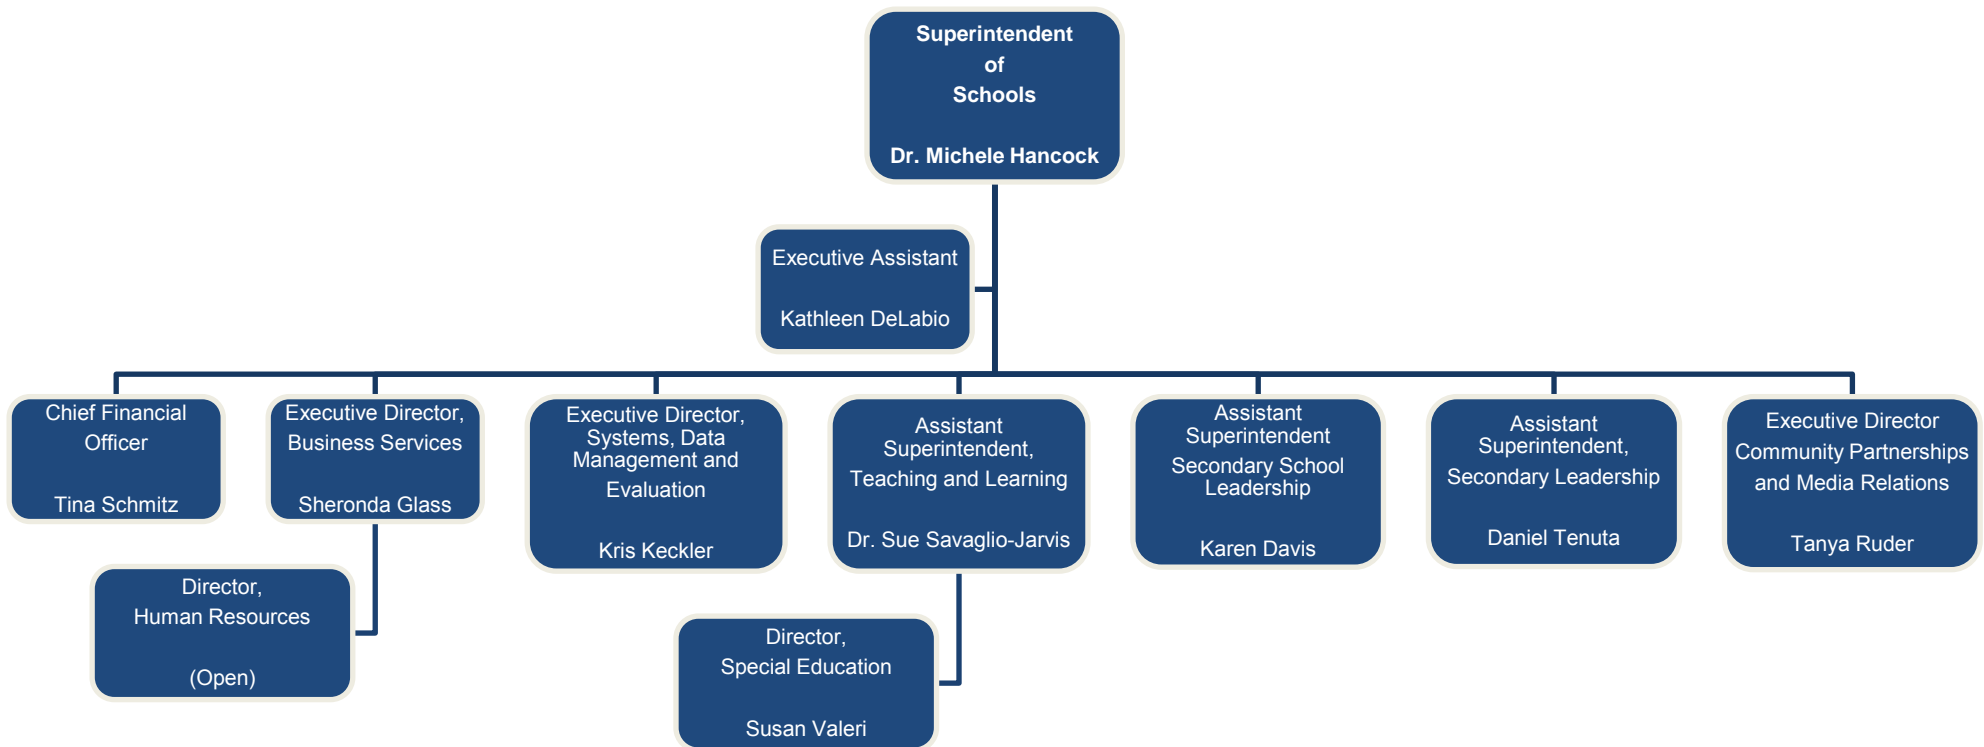 Superintendent
of
Schools
Dr. Michele Hancock
Executive Assistant
Kathleen DeLabio
Chief Financial
Officer
Tina Schmitz
Executive Director,
Business Services
Sheronda Glass
Executive Director,
Systems, Data
Management and
Evaluation
Kris Keckler
Assistant
Superintendent,
Teaching and Learning
Dr. Sue Savaglio-Jarvis
Assistant
Superintendent
Secondary School
Leadership
Karen Davis
Assistant
Superintendent,
Secondary Leadership
Daniel Tenuta
Executive Director
Community Partnerships
and Media Relations
Tanya Ruder
Director,
Human Resources
(Open)
Director,
Special Education
Susan Valeri